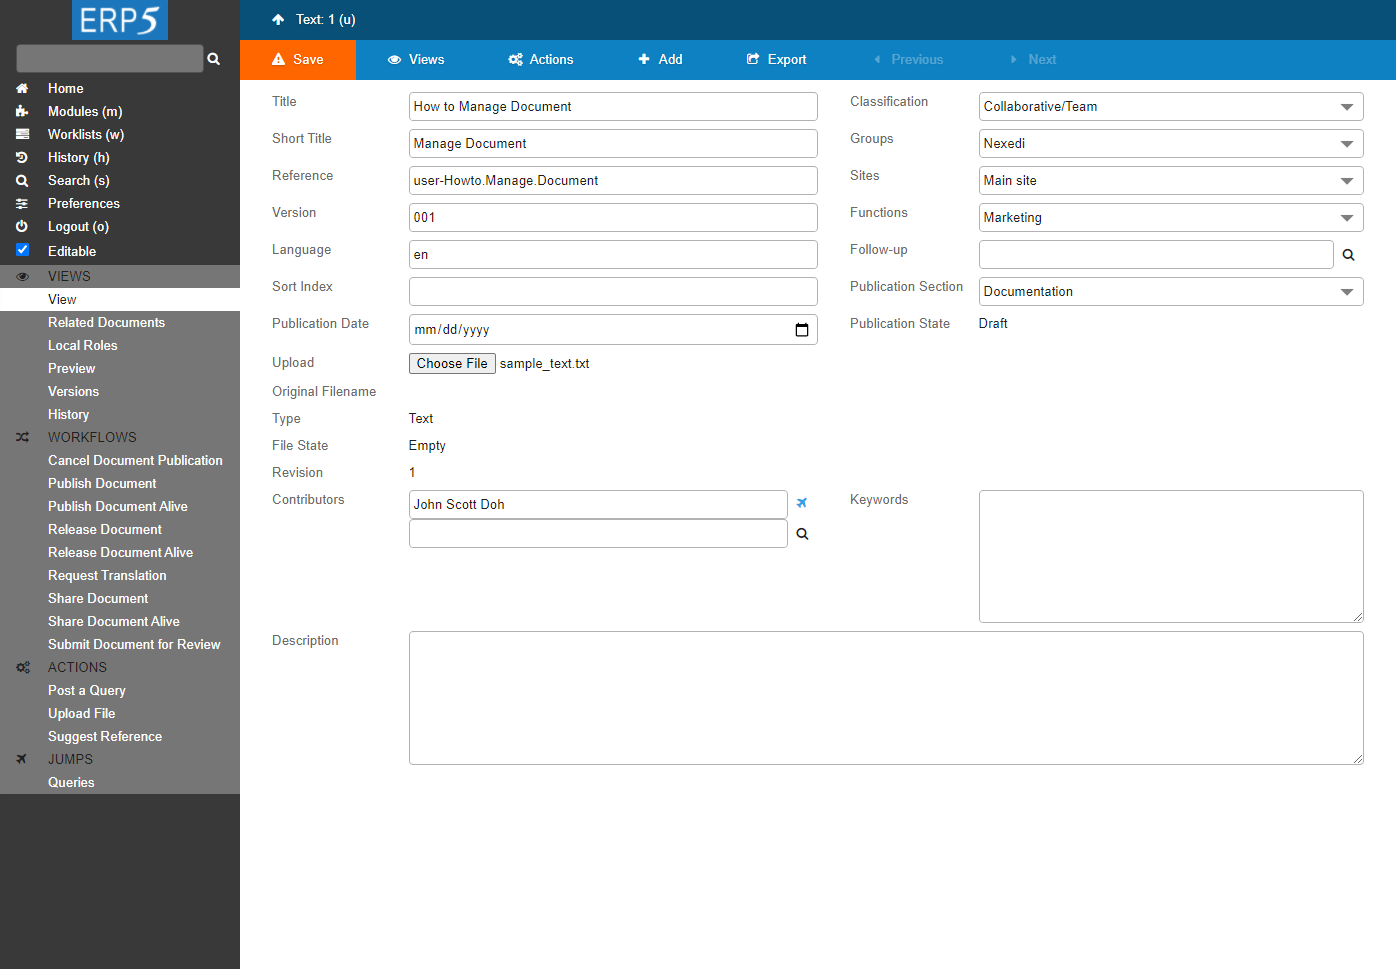 ERP5
Home
Modules (m)
Worklists (w)
History (h)
Search (s)
Preferences
Logout (o)
Editable
VIEWS
View
Related Documents
Local Roles
Preview
Versions
History
WORKFLOWS
Cancel Document Publication
Publish Document
Publish Document Alive
Release Document
Release Document Alive
Request Translation
Share Document
Share Document Alive
Submit Document for Review
ACTIONS
Post a Query
Upload File
Suggest Reference
JUMPS
Queries
Text: 1 (u)
Save Views Actions Add Export Previous Next
Title How to Manage Document
Short Title Manage Document
Reference user-Howto.Manage.Document
Version 001
Language en
Sort Index
Publication Date mm/dd/yyyy
Upload Choose File sample_text.txt
Original Filename
Type Text
File State Empty
Revision 1
Classification Collaborative/Team
Groups Nexedi
Sites Main site
Functions Marketing
Follow-up
Publication Section Documentation
Publication State Draft
Contributors John Scott Doh
Keywords
Description